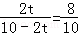 2t/(10-2t) = 8/10